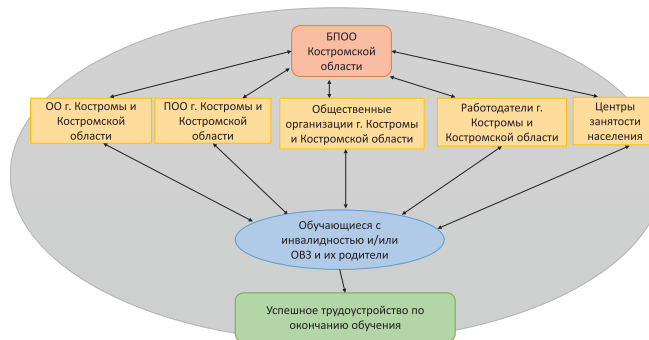 БПОО
Костромской
области
ОО г. Костромы и
Костромской
области
ПОО г. Костромы и
Костромской
области
Общественные
организации г. Костромы
и Костромской области
Работодатели г.
Костромы и
Костромской области
Центры
занятости
населения
Обучающиеся с
инвалидностью и/или
ОВЗ и их родители
Успешное трудоустройство по
окончанию обучения